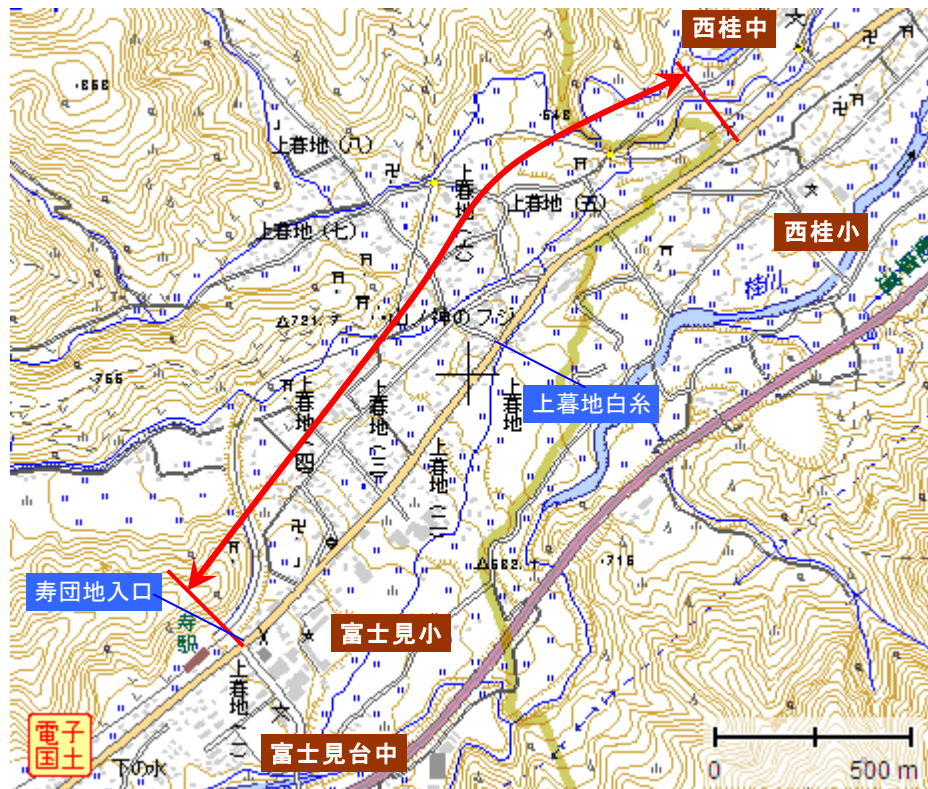 西桂中
・868
・648
上暮地（八）
上暮地（六）
上暮地（五）
上暮地（七）
西桂小
桂川
△721.7
山ノ神のフジ
・766
上暮地（四）
上暮地（三）
上暮地
上暮地白糸
上暮地（二）
・716
寿団地入口
寿駅
富士見小
上暮地（一）
富士見台中
電子国土
下の水
0
500 m